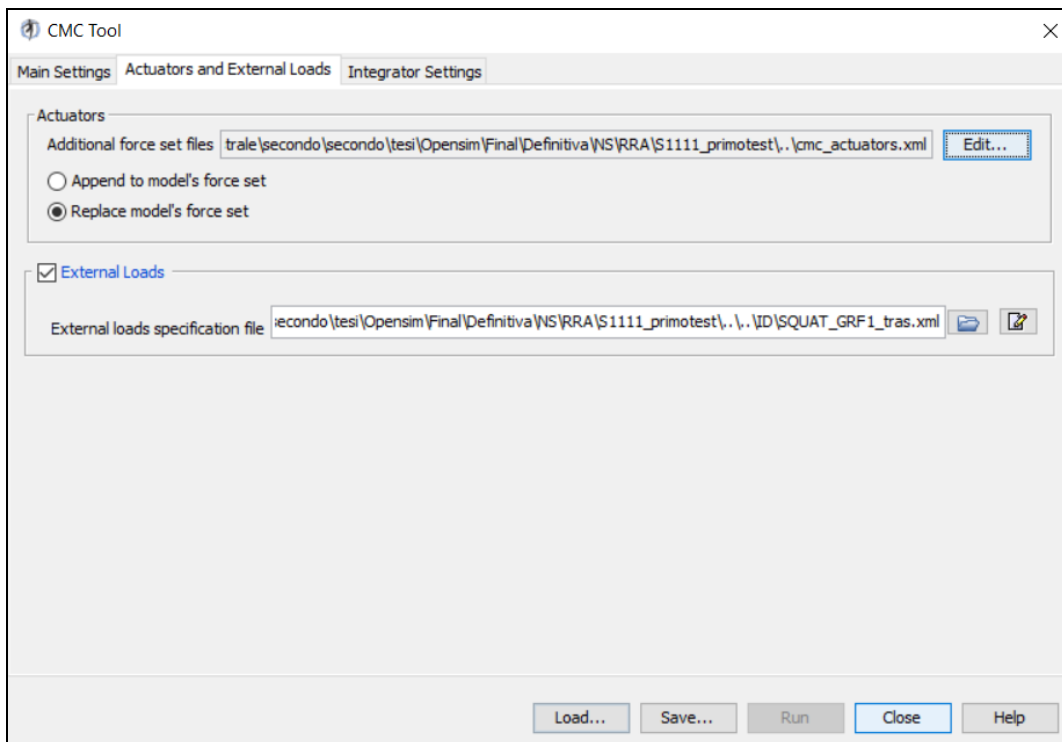 CMC Tool
Main Settings Actuators and External Loads Integrator Settings
Actuators
Additional force set files trale\secondo\secondo\tesi\Opensim\Final\Definitiva\NS\RRA\S1111_primotest\..\cmc_actuators.xml Edit...
Append to model's force set
Replace model's force set
External Loads
External loads specification file secondo\tesi\Opensim\Final\Definitiva\NS\RRA\S1111_primotest\..\..\ID\SQUAT_GRF1_tras.xml
Load... Save... Run Close Help